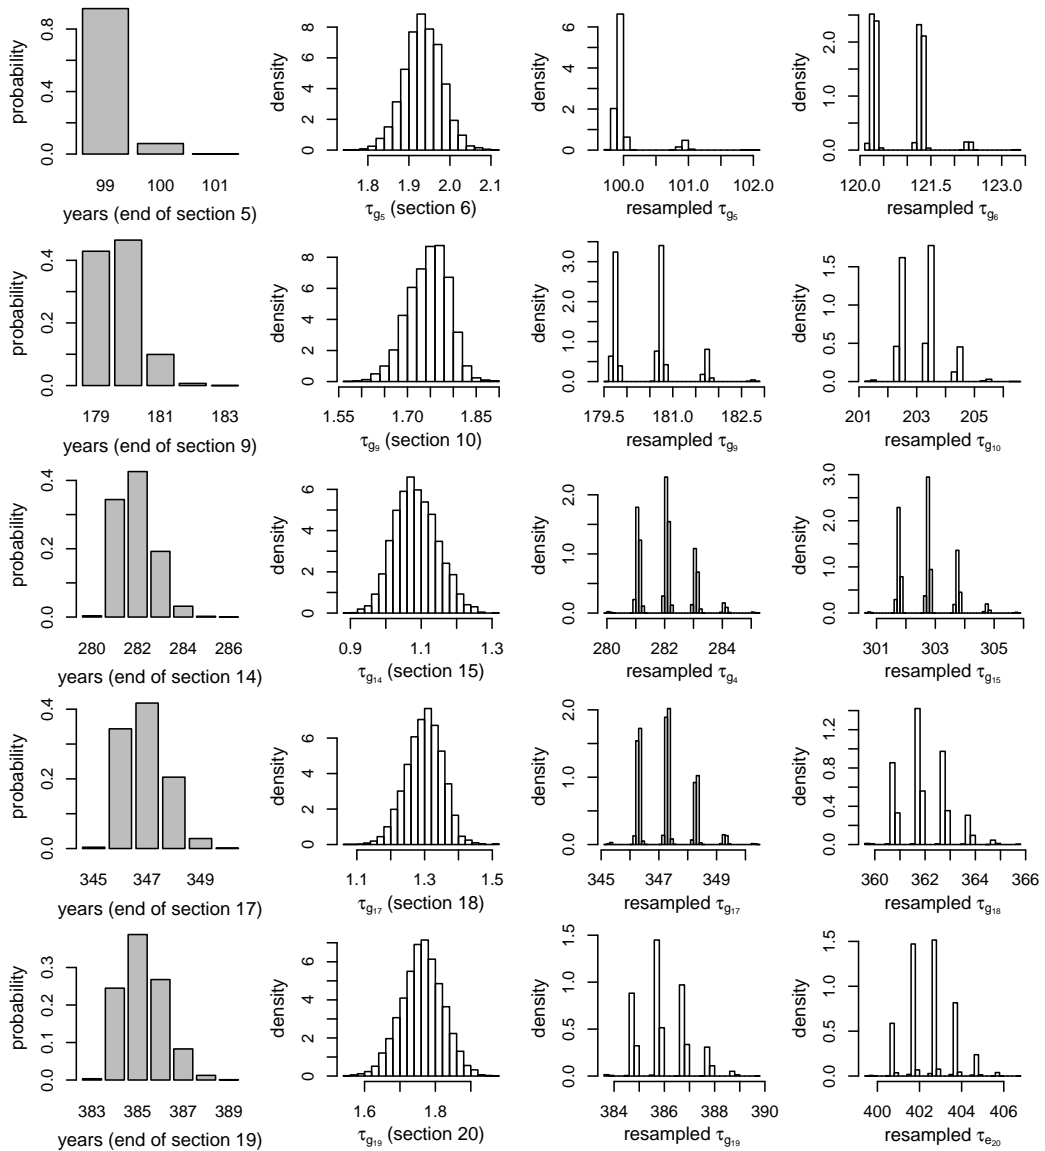 probability
0.8
0.4
0.0
99 100 101
years (end of section 5)
density
8
6
4
2
0
1.8 1.9 2.0 2.1
τg₅ (section 6)
density
6
4
2
0
100.0 101.0 102.0
resampled τg₅
density
2.0
1.0
0.0
120.0 121.5 123.0
resampled τg₆
probability
0.4
0.2
0.0
179 181 183
years (end of section 9)
density
8
6
4
2
0
1.55 1.70 1.85
τg₉ (section 10)
density
3.0
2.0
1.0
0.0
179.5 181.0 182.5
resampled τg₉
density
1.5
1.0
0.5
0.0
201 203 205
resampled τg₁₀
probability
0.4
0.2
0.0
280 282 284 286
years (end of section 14)
density
6
4
2
0
0.9 1.1 1.3
τg₁₄ (section 15)
density
2.0
1.0
0.0
280 282 284
resampled τg₄
density
3.0
2.0
1.0
0.0
301 303 305
resampled τg₁₅
probability
0.4
0.2
0.0
345 347 349
years (end of section 17)
density
6
4
2
0
1.1 1.3 1.5
τg₁₇ (section 18)
density
2.0
1.0
0.0
345 347 349
resampled τg₁₇
density
1.2
0.8
0.4
0.0
360 362 364 366
resampled τg₁₈
probability
0.3
0.2
0.1
0.0
383 385 387 389
years (end of section 19)
density
6
4
2
0
1.6 1.8
τg₁₉ (section 20)
density
1.5
1.0
0.5
0.0
384 386 388 390
resampled τg₁₉
density
1.5
1.0
0.5
0.0
400 402 404 406
resampled τe₂₀